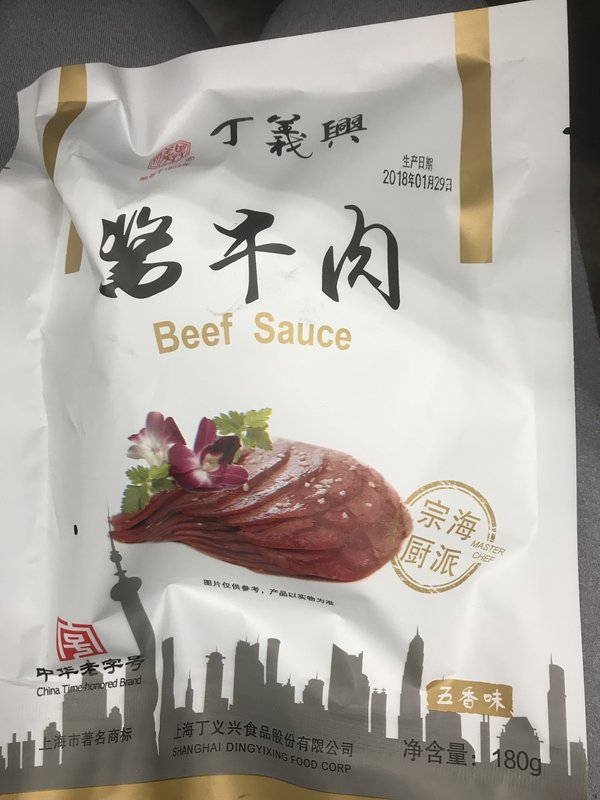 丁義興
生产日期
2018年01月29日
酱牛肉
Beef Sauce
宗海
厨派
MASTER
CHEF
图片仅供参考，产品以实物为准
中华老字号
China Time-honored Brand
五香味
上海市著名商标
上海丁义兴食品股份有限公司
SHANGHAI DINGYIXING FOOD CORP
净含量：180g